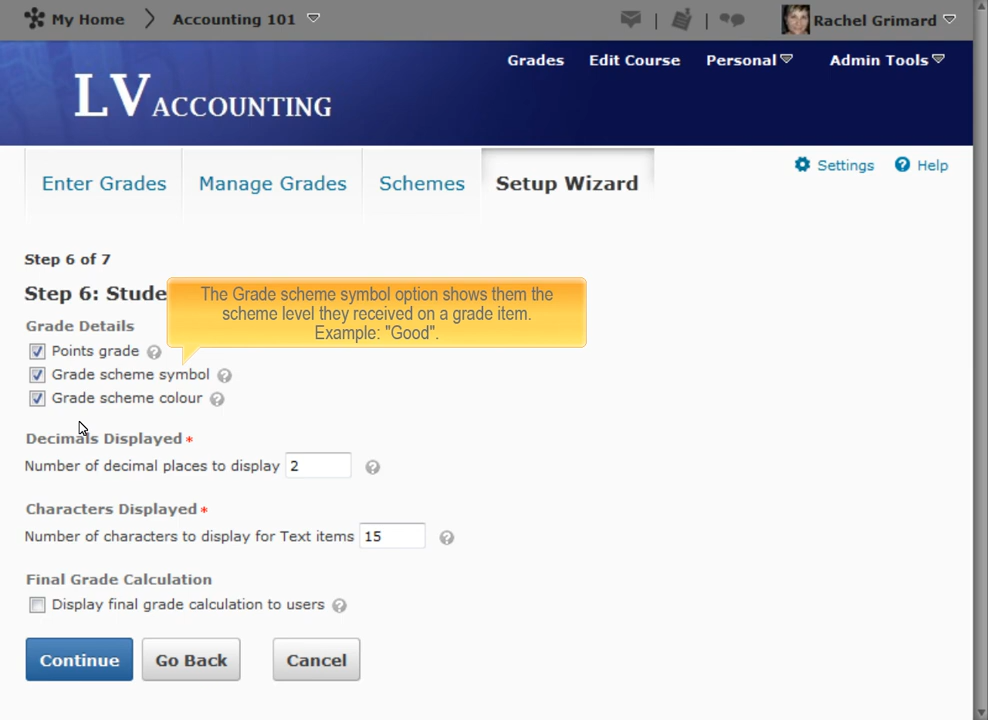 My Home
Accounting 101
Rachel Grimard
Grades Edit Course Personal Admin Tools
LV ACCOUNTING
Enter Grades Manage Grades Schemes Setup Wizard
Settings Help
Step 6 of 7
Step 6: Stude
The Grade scheme symbol option shows them the
scheme level they received on a grade item.
Example: "Good".
Grade Details
Points grade
Grade scheme symbol
Grade scheme colour
Decimals Displayed *
Number of decimal places to display 2
Characters Displayed *
Number of characters to display for Text items 15
Final Grade Calculation
Display final grade calculation to users
Continue Go Back Cancel